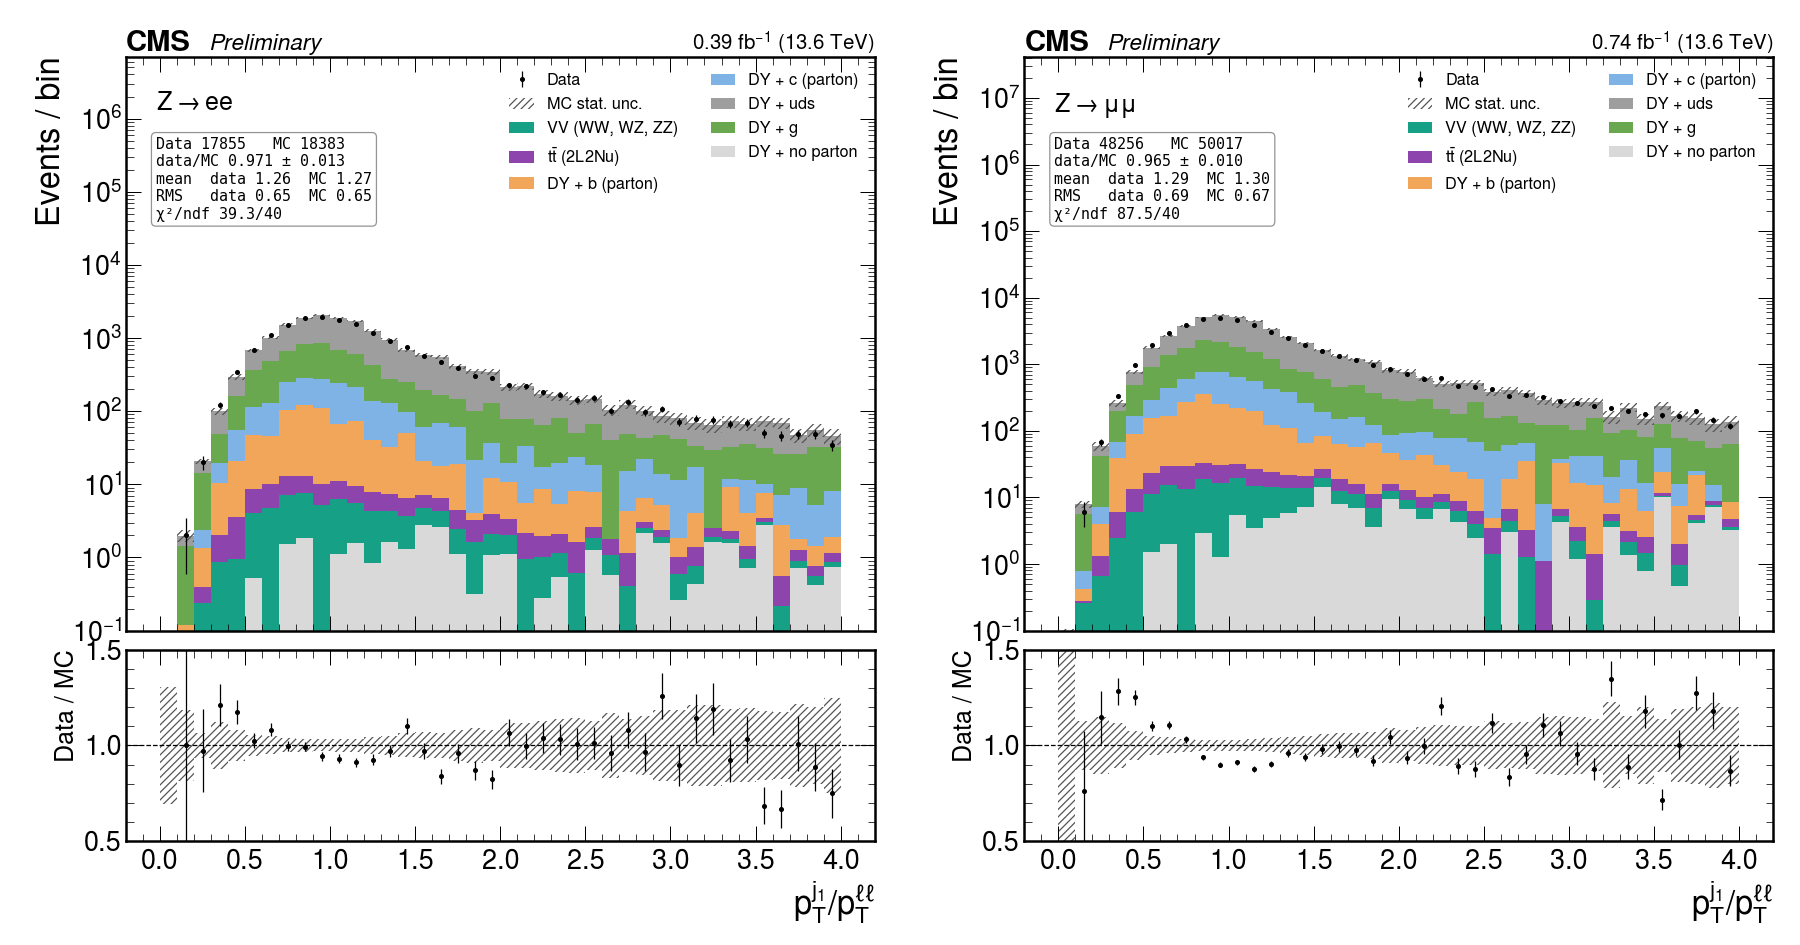 CMS Preliminary 0.39 fb⁻¹ (13.6 TeV)
Events / bin
Z → ee
Data 17855 MC 18383
data/MC 0.971 ± 0.013
mean data 1.26 MC 1.27
RMS data 0.65 MC 0.65
χ²/ndf 39.3/40
Data
MC stat. unc.
VV (WW, WZ, ZZ)
tt̄ (2L2Nu)
DY + b (parton)
DY + c (parton)
DY + uds
DY + g
DY + no parton
10⁶
10⁵
10⁴
10³
10²
10¹
10⁰
10⁻¹
Data / MC
1.5
1.0
0.5
0.0 0.5 1.0 1.5 2.0 2.5 3.0 3.5 4.0
p_T^{j₁}/p_T^{ℓℓ}
CMS Preliminary 0.74 fb⁻¹ (13.6 TeV)
Events / bin
Z → μμ
Data 48256 MC 50017
data/MC 0.965 ± 0.010
mean data 1.29 MC 1.30
RMS data 0.69 MC 0.67
χ²/ndf 87.5/40
Data
MC stat. unc.
VV (WW, WZ, ZZ)
tt̄ (2L2Nu)
DY + b (parton)
DY + c (parton)
DY + uds
DY + g
DY + no parton
10⁷
10⁶
10⁵
10⁴
10³
10²
10¹
10⁰
10⁻¹
Data / MC
1.5
1.0
0.5
0.0 0.5 1.0 1.5 2.0 2.5 3.0 3.5 4.0
p_T^{j₁}/p_T^{ℓℓ}